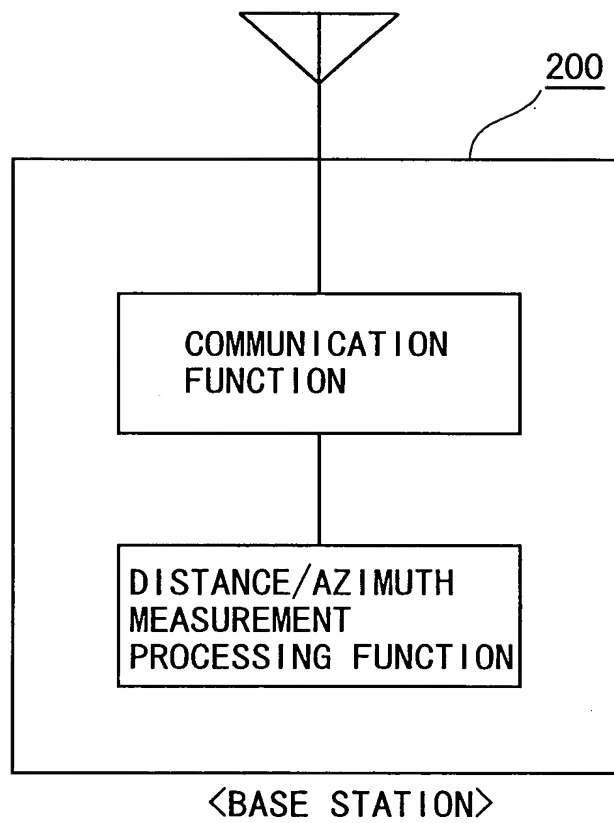 200
COMMUNICATION
FUNCTION
DISTANCE/AZIMUTH
MEASUREMENT
PROCESSING FUNCTION
<BASE STATION>